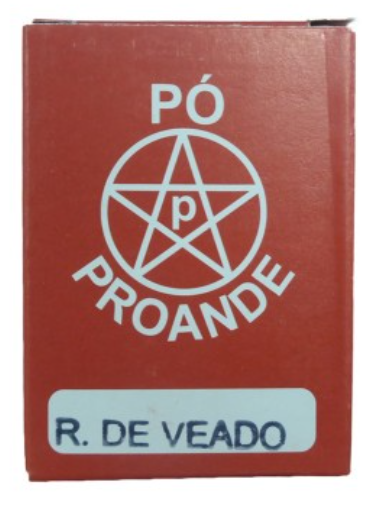 PÓ
p
PROANDE
R. DE VEADO